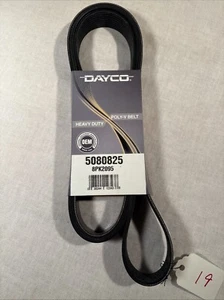 DAYCO
POLY-V BELT
HEAVY DUTY
OEM
5080825
8PK2095
19